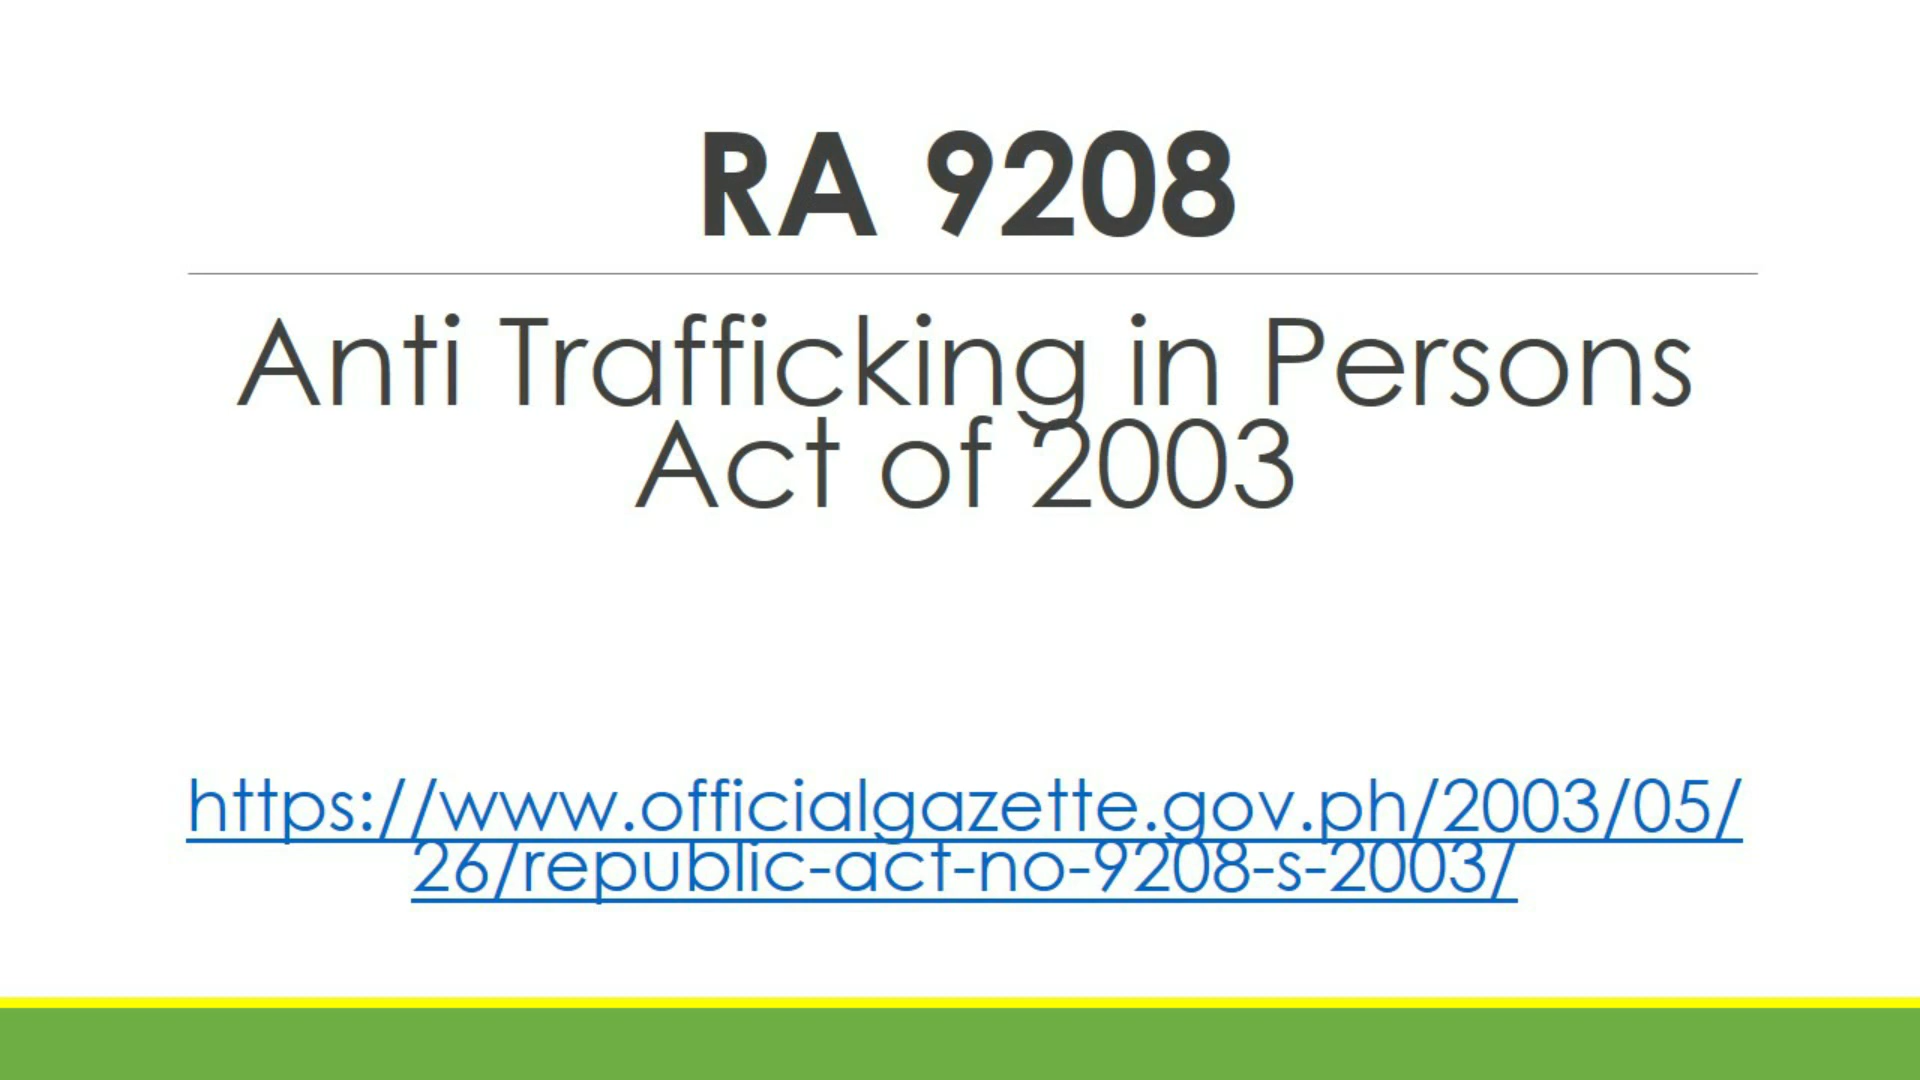 RA 9208
Anti Trafficking in Persons
Act of 2003
https://www.officialgazette.gov.ph/2003/05/
26/republic-act-no-9208-s-2003/